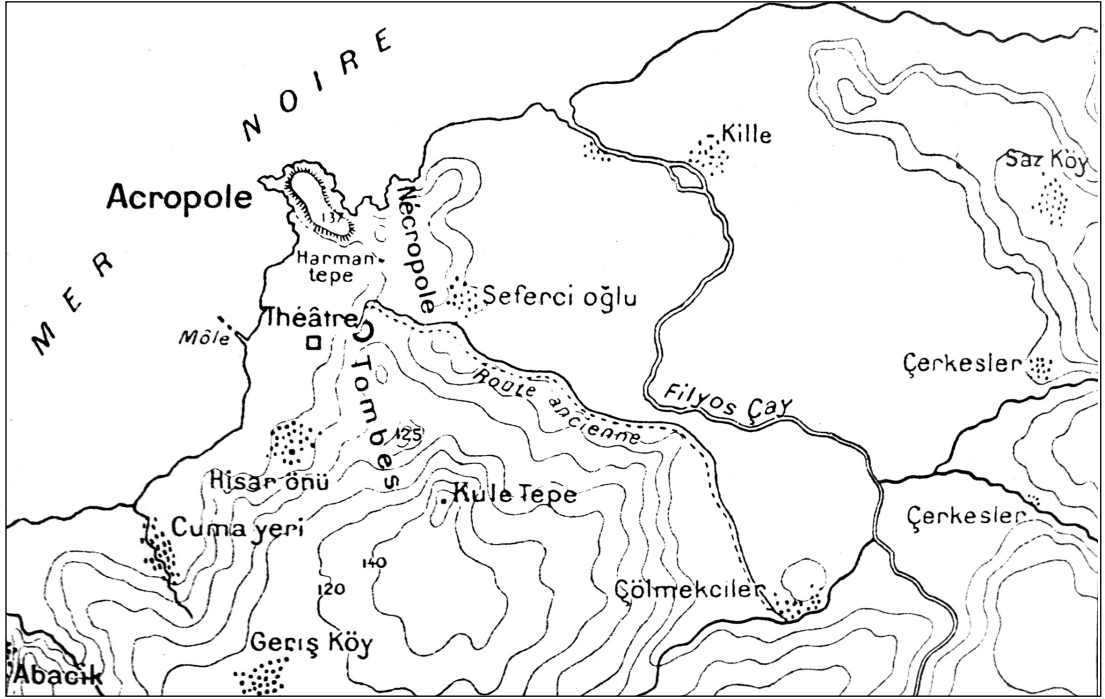 MER NOIRE
Kille
Saz Köy
Acropole
137
Nécropole
Harman
tepe
Seferci oğlu
Théâtre
Môle
Tombes
Route ancienne
Çerkesler
Filyos Çay
125
Hisar önü
Kule Tepe
Cuma yeri
Çerkesler
140
120
Çölmekciler
Geriş Köy
Abacik